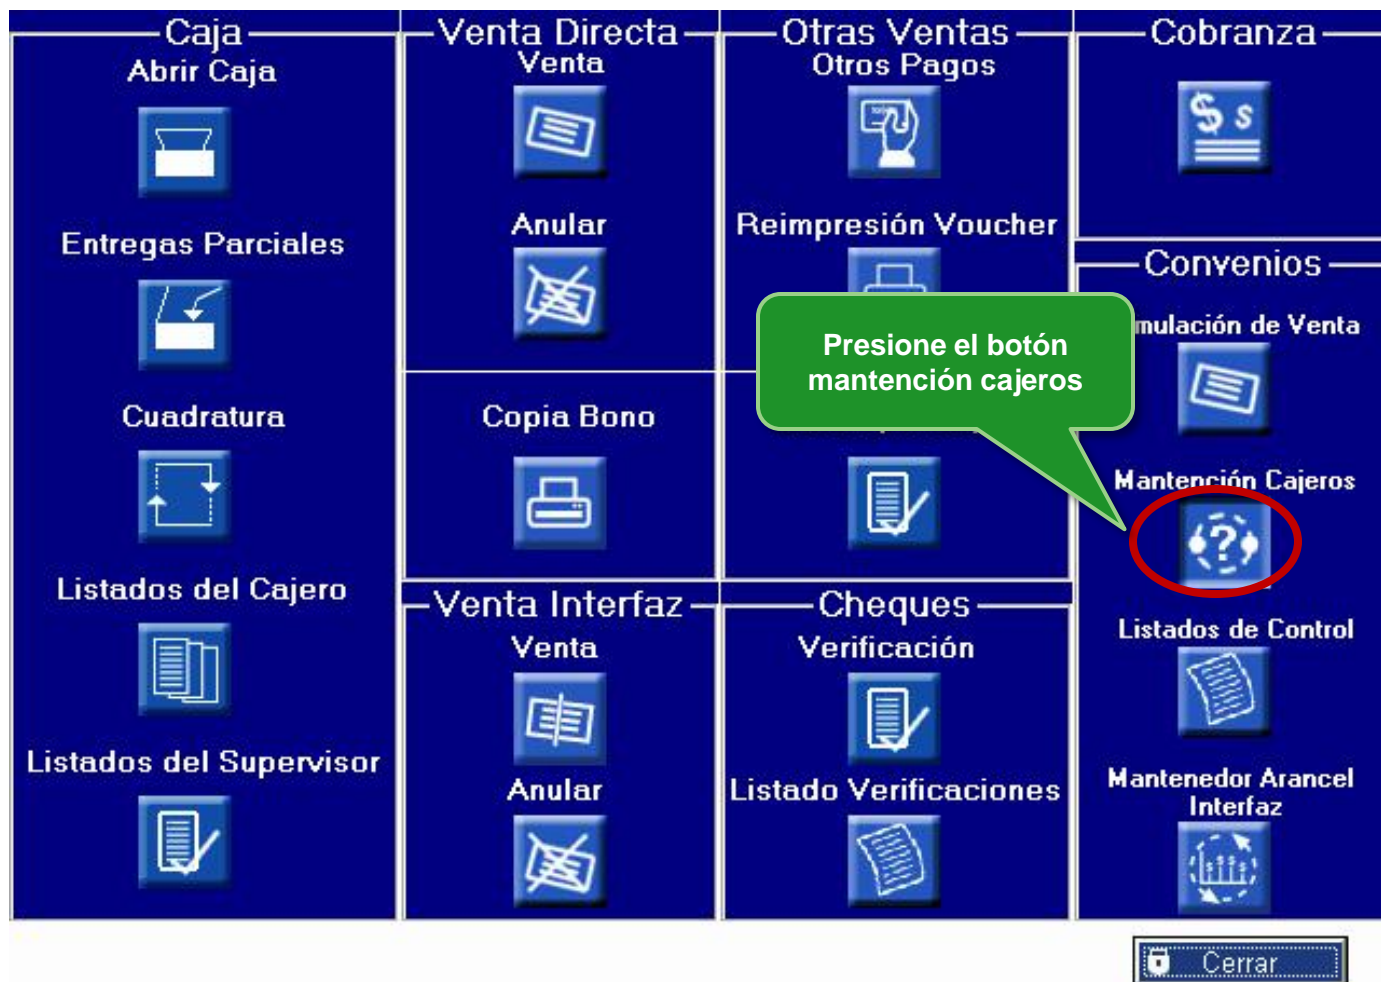 Caja
Abrir Caja
Entregas Parciales
Cuadratura
Listados del Cajero
Listados del Supervisor
Venta Directa
Venta
Anular
Copia Bono
Venta Interfaz
Venta
Anular
Otras Ventas
Otros Pagos
Reimpresión Voucher
Presione el botón
mantención cajeros
Cheques
Verificación
Listado Verificaciones
Cobranza
$ s
Convenios
mulación de Venta
Mantención Cajeros
?
Listados de Control
Mantenedor Arancel
Interfaz
Cerrar